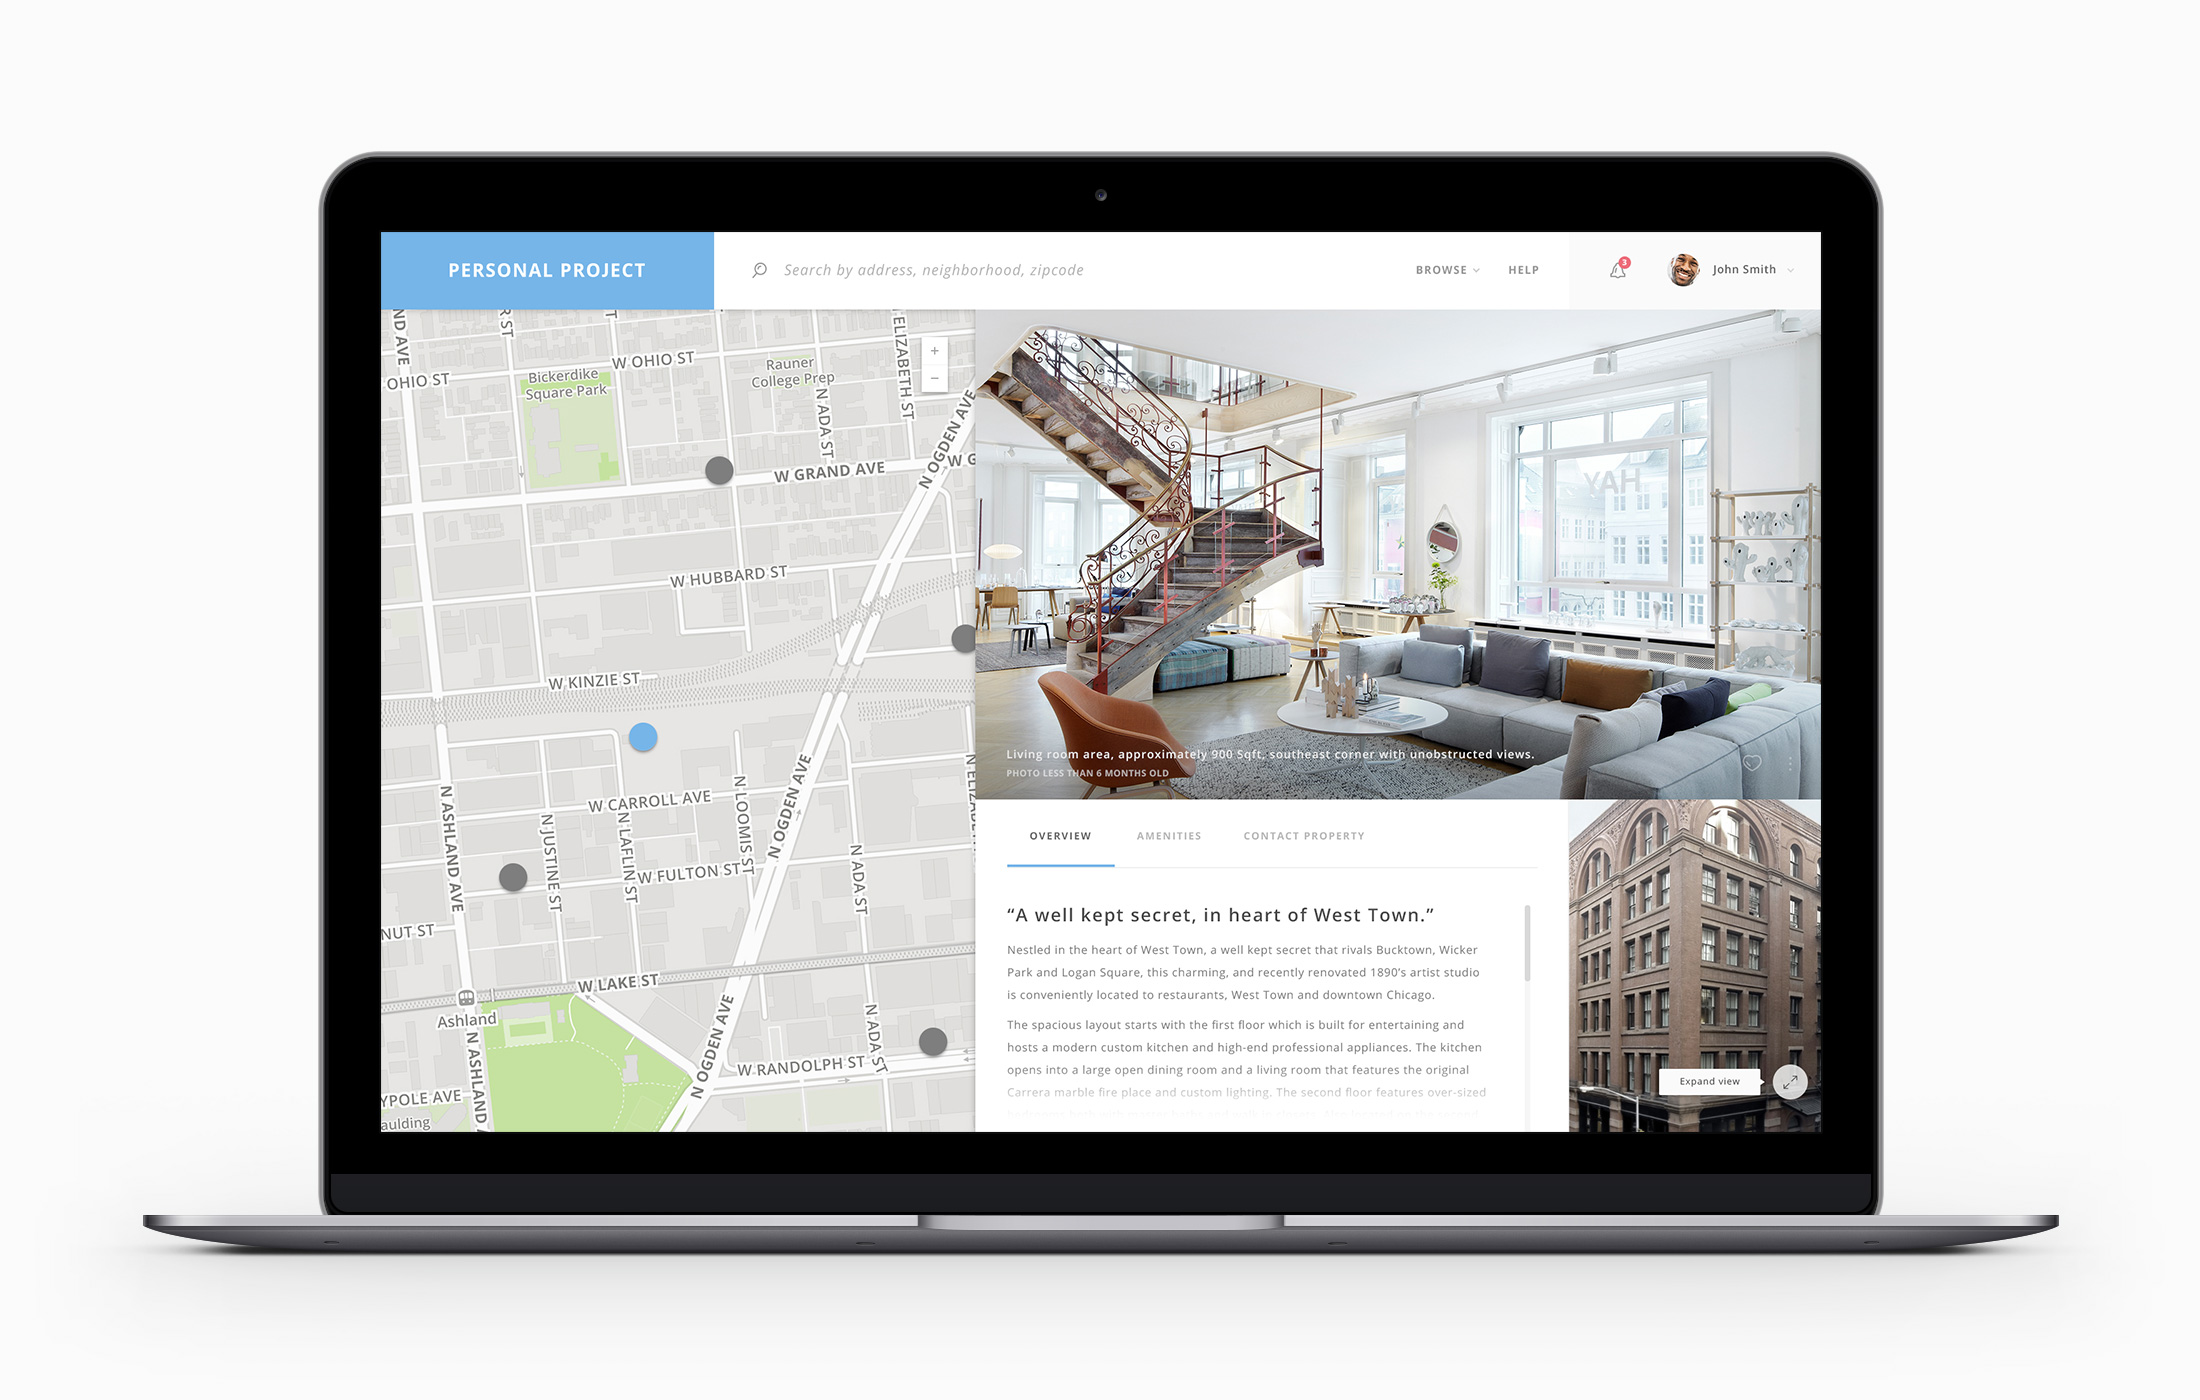 PERSONAL PROJECT
Search by address, neighborhood, zipcode
BROWSE
HELP
3
John Smith
ND AVE
R ST
T
OHIO ST
Bickerdike
Square Park
W OHIO ST
Rauner
College Prep
N ADA ST
ELIZABETH ST
N OGDEN AVE
W G
W GRAND AVE
W HUBBARD ST
W KINZIE ST
N ASHLAND AVE
N JUSTINE ST
W CARROLL AVE
N LAFLIN ST
N LOOMIS ST
N OGDEN AVE
W FULTON ST
N ADA ST
N ELIZAB
NUT ST
W LAKE ST
Ashland
N ASHLAND A
N OGDEN AVE
N ADA ST
W RANDOLPH ST
YPOLE AVE
aulding
+
−
HAY
Living room area, approximately 900 Sqft, southeast corner with unobstructed views.
PHOTO LESS THAN 6 MONTHS OLD
OVERVIEW
AMENITIES
CONTACT PROPERTY
“A well kept secret, in heart of West Town.”
Nestled in the heart of West Town, a well kept secret that rivals Bucktown, Wicker
Park and Logan Square, this charming, and recently renovated 1890’s artist studio
is conveniently located to restaurants, West Town and downtown Chicago.
The spacious layout starts with the first floor which is built for entertaining and
hosts a modern custom kitchen and high-end professional appliances. The kitchen
opens into a large open dining room and a living room that features the original
Carrera marble fire place and custom lighting. The second floor features over-sized
Expand view